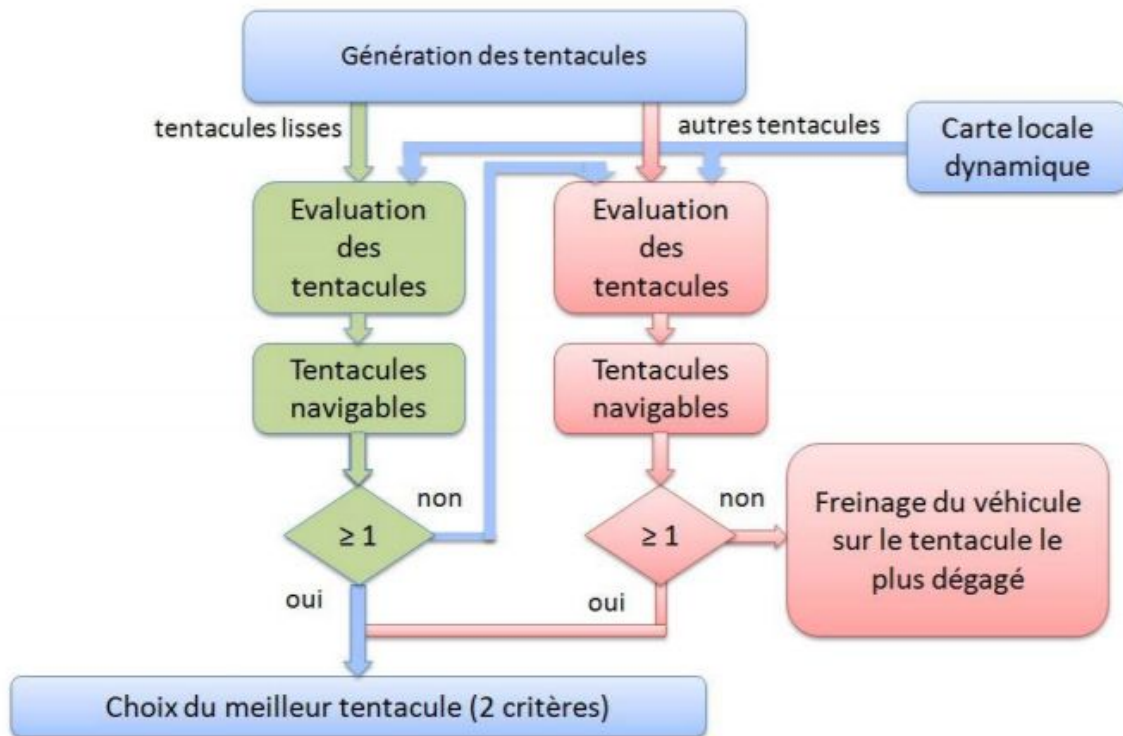 Génération des tentacules
tentacules lisses
autres tentacules
Carte locale
dynamique
Evaluation
des
tentacules
Evaluation
des
tentacules
Tentacules
navigables
Tentacules
navigables
non
non
≥ 1
≥ 1
Freinage du véhicule
sur le tentacule le
plus dégagé
oui
oui
Choix du meilleur tentacule (2 critères)